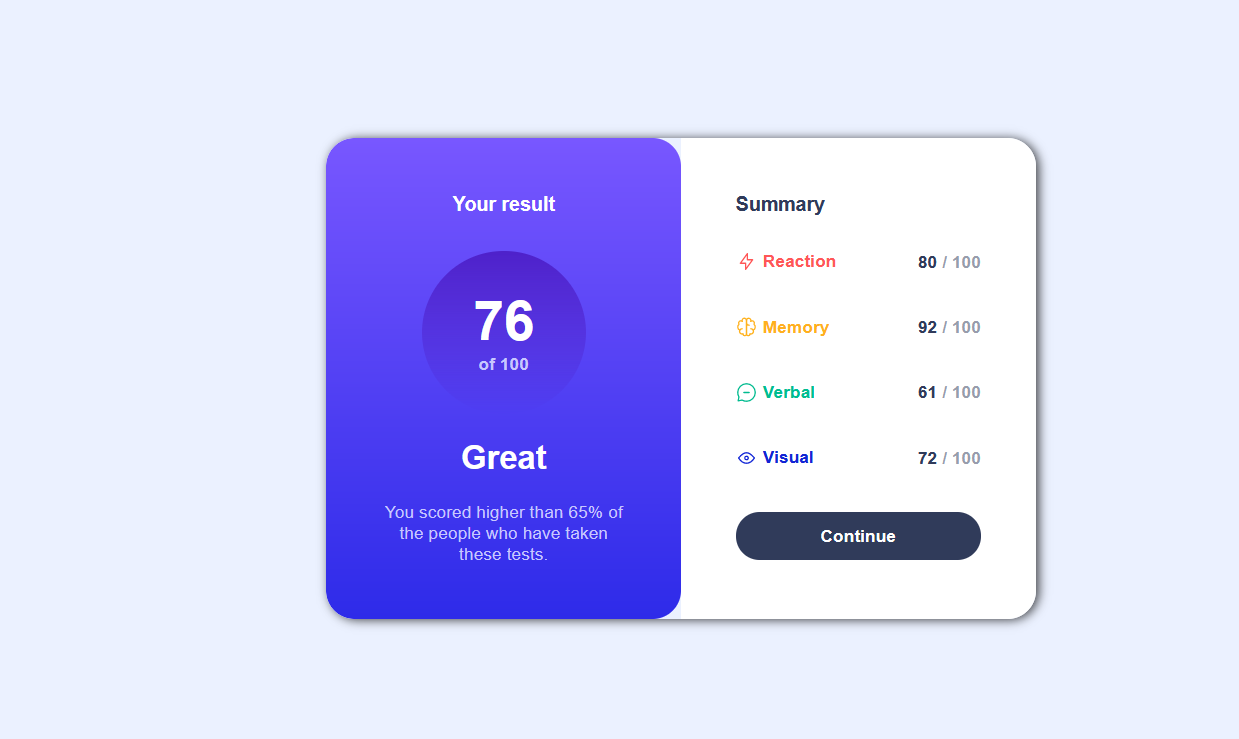 Your result
76
of 100
Great
You scored higher than 65% of
the people who have taken
these tests.
Summary
Reaction 80 / 100
Memory 92 / 100
Verbal 61 / 100
Visual 72 / 100
Continue